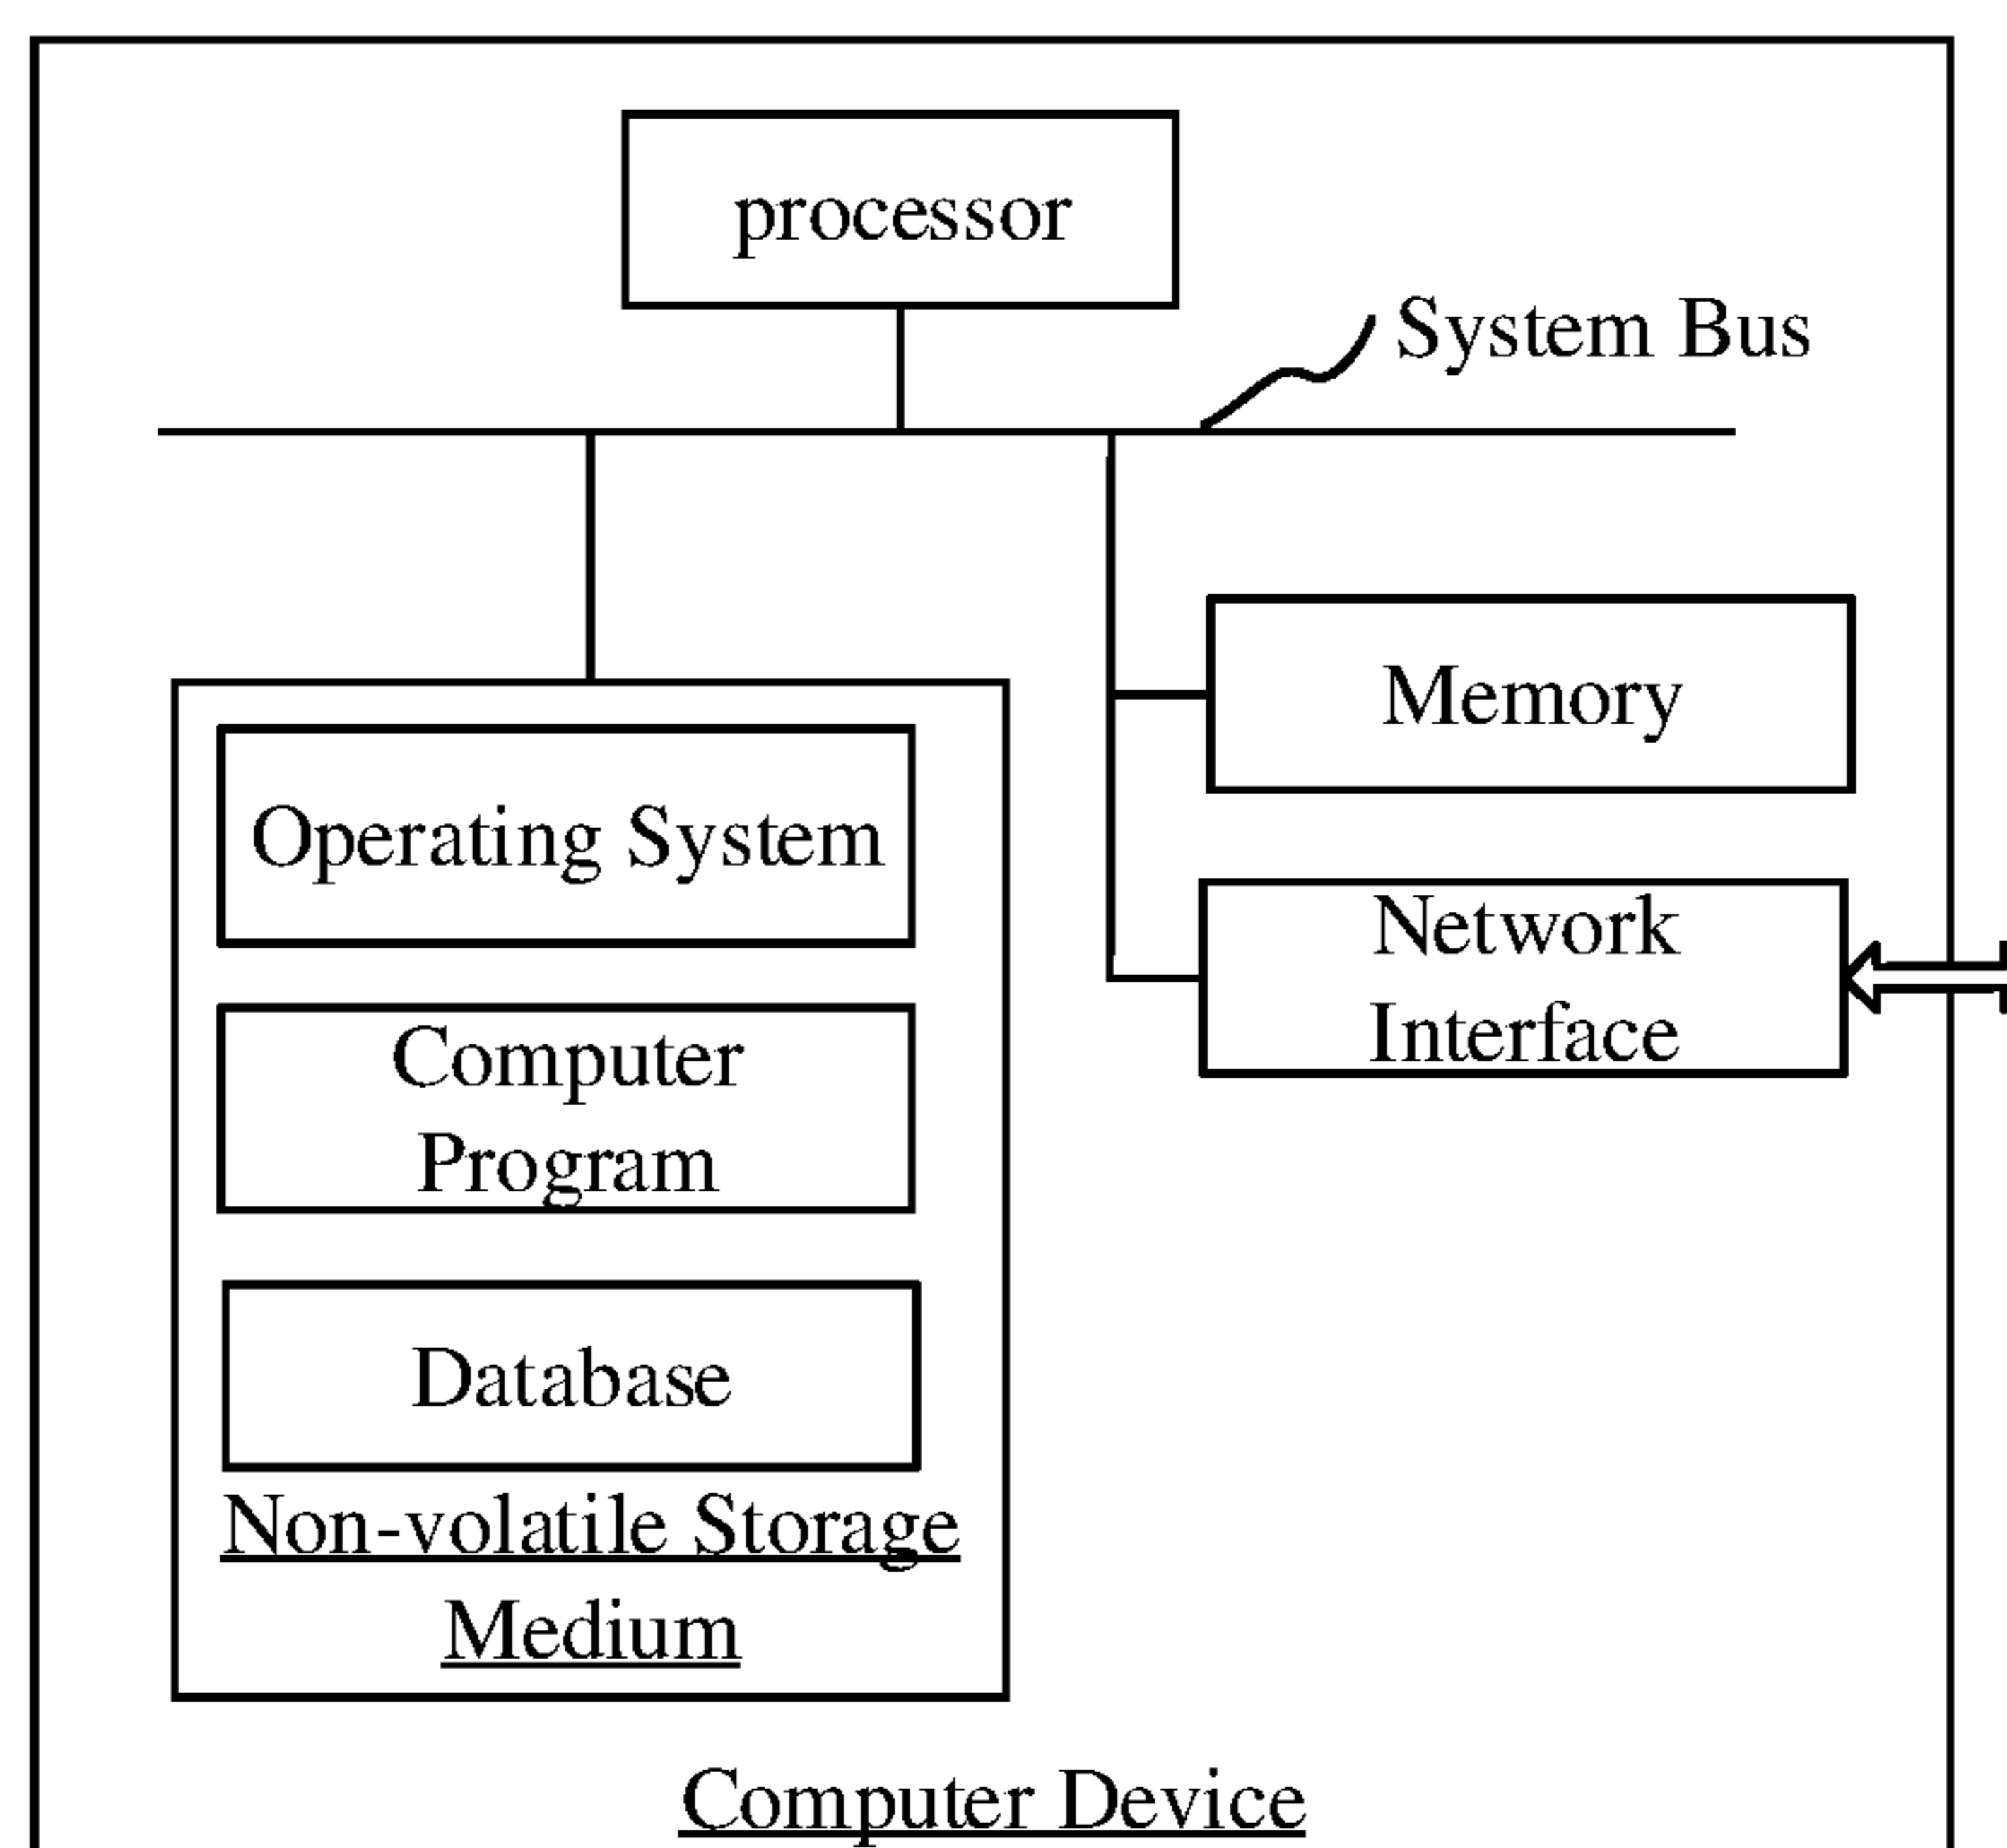 processor
System Bus
Memory
Operating System
Network
Interface
Computer
Program
Database
Non-volatile Storage
Medium
Computer Device